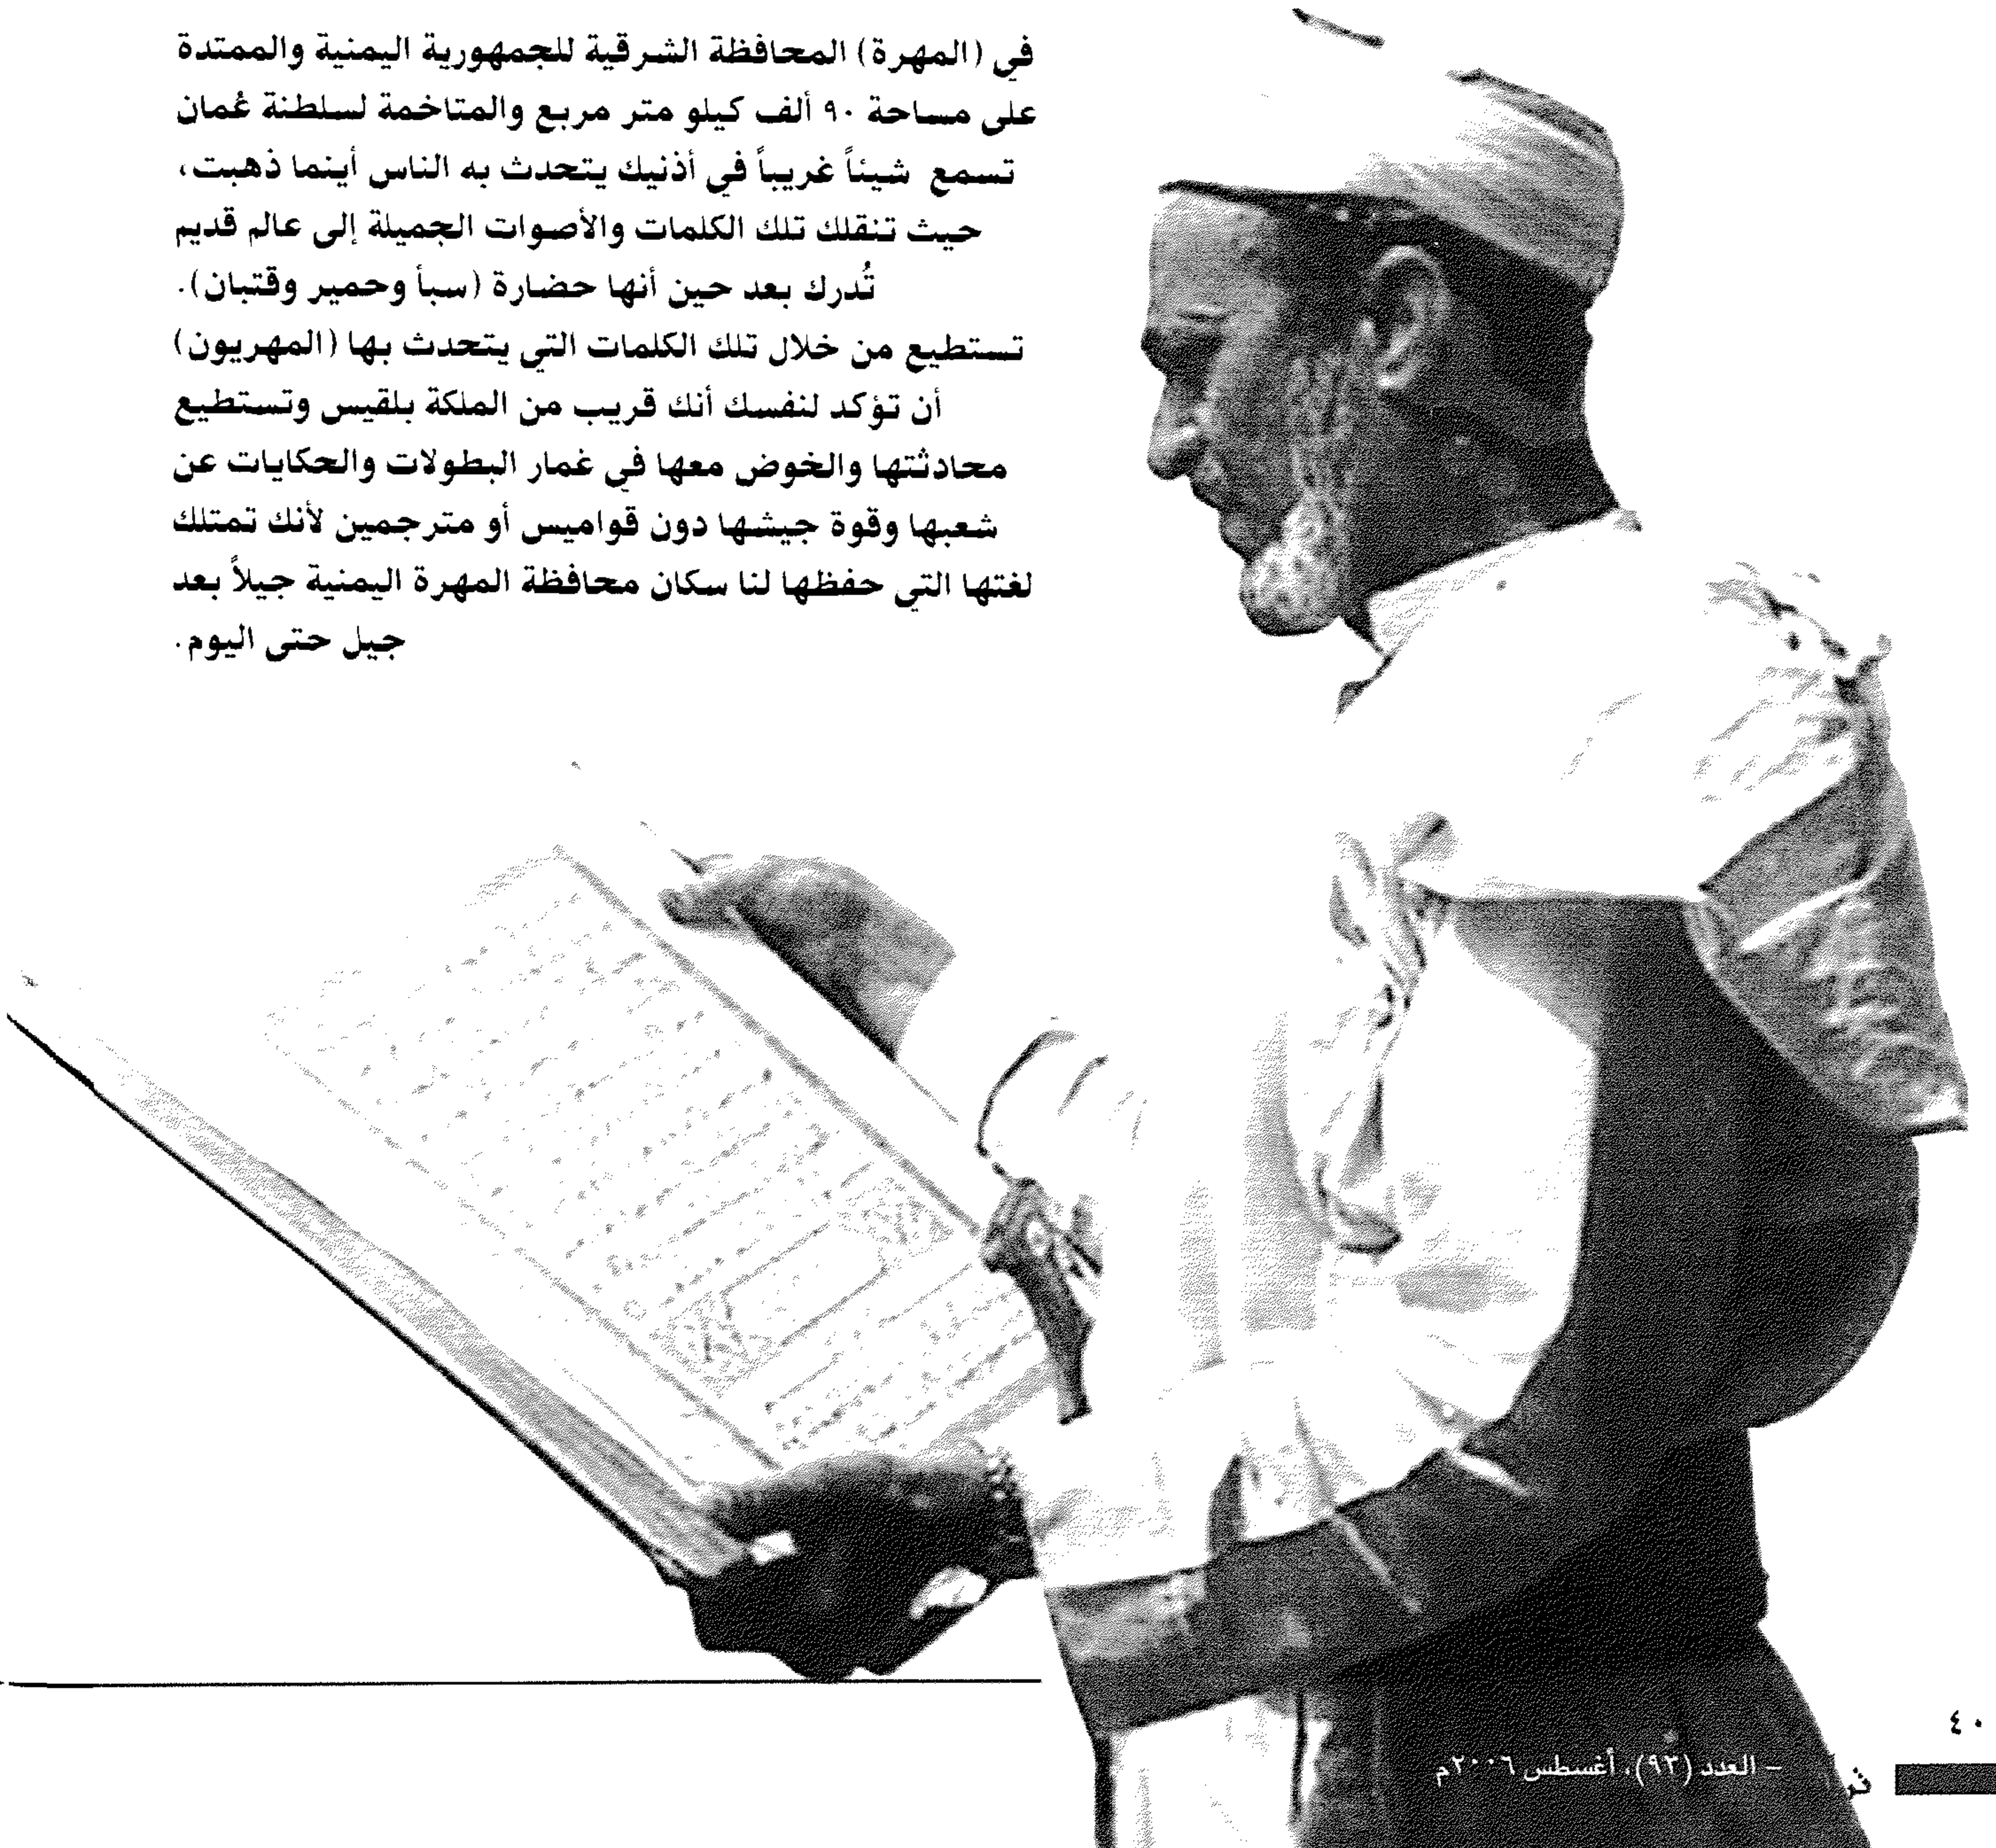 في (المهرة) المحافظة الشرقية للجمهورية اليمنية والممتدة
على مساحة ٩٠ ألف كيلو متر مربع والمتاخمة لسلطنة عُمان
تسمع شيئاً غريباً في أذنيك يتحدث به الناس أينما ذهبت،
حيث تنقلك تلك الكلمات والأصوات الجميلة إلى عالم قديم
تُدرك بعد حين أنها حضارة (سبأ وحمير وقتبان).
تستطيع من خلال تلك الكلمات التي يتحدث بها (المهريون)
أن تؤكد لنفسك أنك قريب من الملكة بلقيس وتستطيع
محادثتها والخوض معها في غمار البطولات والحكايات عن
شعبها وقوة جيشها دون قواميس أو مترجمين لأنك تمتلك
لغتها التي حفظها لنا سكان محافظة المهرة اليمنية جيلاً بعد
جيل حتى اليوم.
٤٠
– العدد (٩٣)، أغسطس ٢٠٠٦م